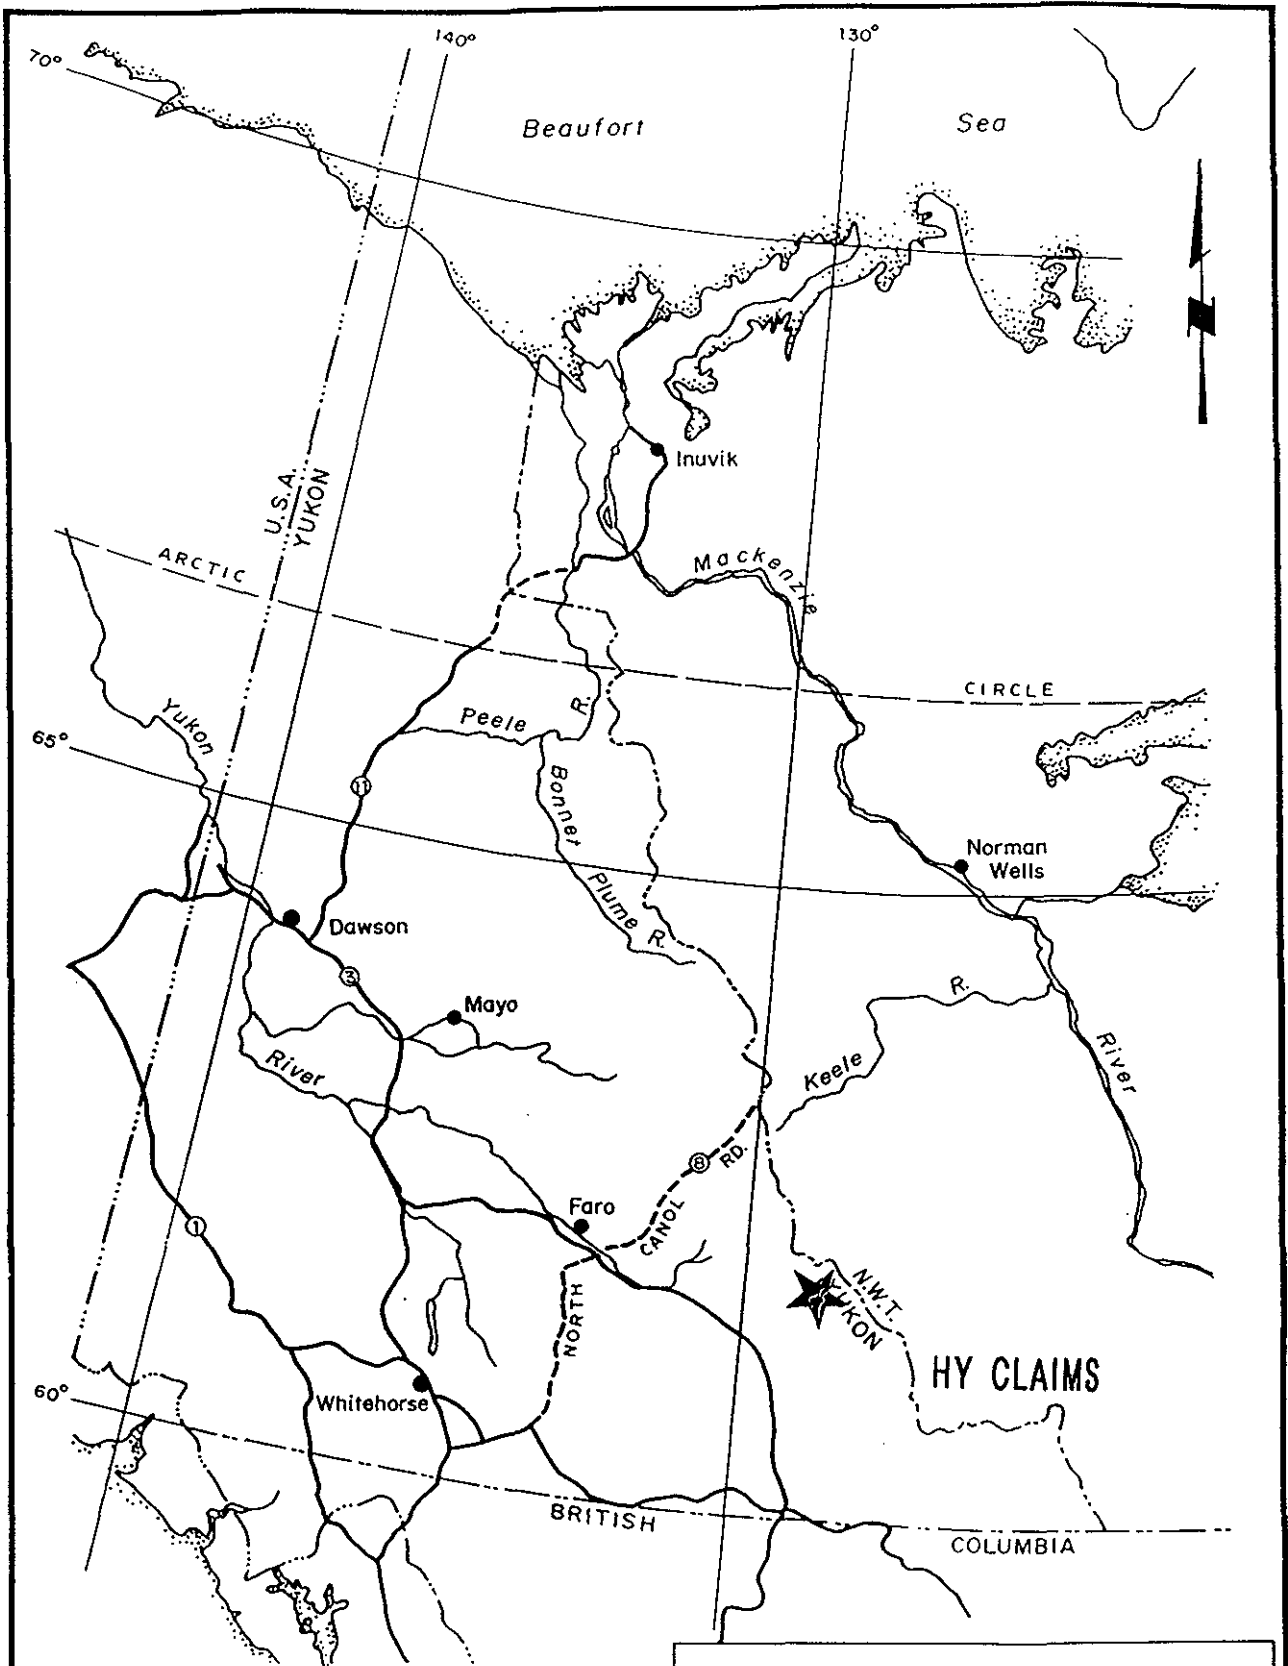 140°
130°
70°
Beaufort Sea
Inuvik
U.S.A.
YUKON
ARCTIC CIRCLE
Mackenzie
Yukon
Peele R.
65°
11
Bonnet
Plume R.
Norman
Wells
Dawson
3
Mayo
R.
Keele
River
River
8
RD.
CANOL
Faro
1
NORTH
N.W.T.
YUKON
HY CLAIMS
60°
Whitehorse
BRITISH COLUMBIA